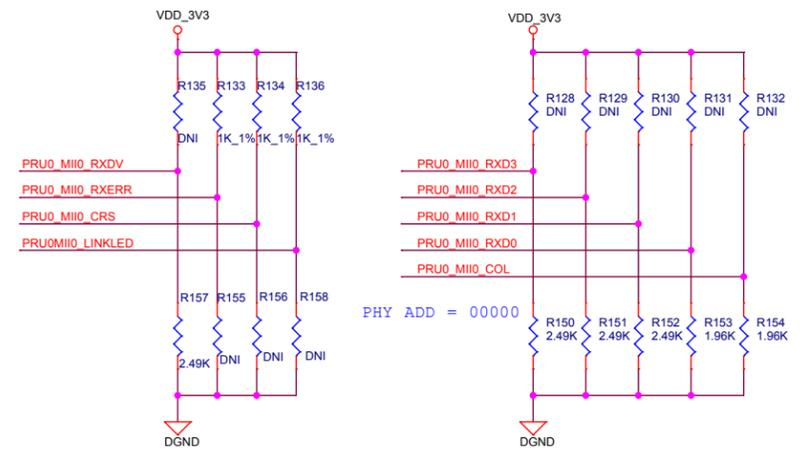 VDD_3V3
VDD_3V3
R135
R133
R134
R136
DNI
1K_1%
1K_1%
1K_1%
R128
DNI
R129
DNI
R130
DNI
R131
DNI
R132
DNI
PRU0_MII0_RXDV
PRU0_MII0_RXERR
PRU0_MII0_CRS
PRU0MII0_LINKLED
PRU0_MII0_RXD3
PRU0_MII0_RXD2
PRU0_MII0_RXD1
PRU0_MII0_RXD0
PRU0_MII0_COL
R157
R155
R156
R158
2.49K
DNI
DNI
DNI
PHY ADD = 00000
R150
2.49K
R151
2.49K
R152
2.49K
R153
1.96K
R154
1.96K
DGND
DGND